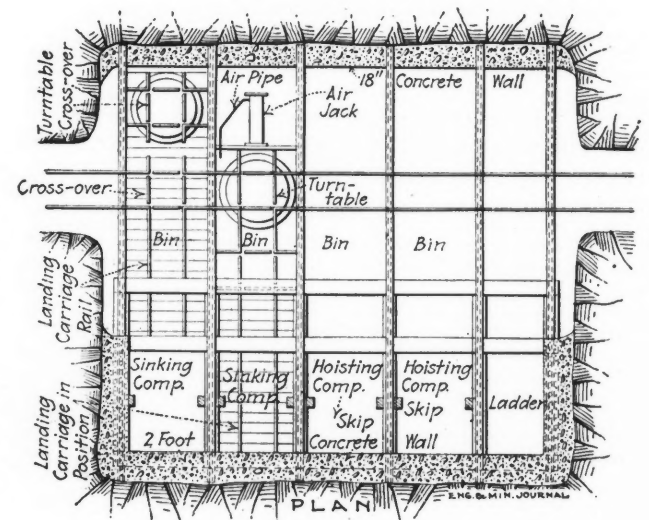 Turntable
Cross-over
Air Pipe
Air
Jack
18" Concrete Wall
Cross-over
Turn-
table
Bin
Bin
Bin
Bin
Landing
Carriage
Rail
Sinking
Comp.
Sinking
Comp.
Hoisting
Comp.
Skip
Hoisting
Comp.
Skip
Ladder
Landing
Carriage in
Position
2 Foot Concrete Wall
PLAN
ENG. & MIN. JOURNAL